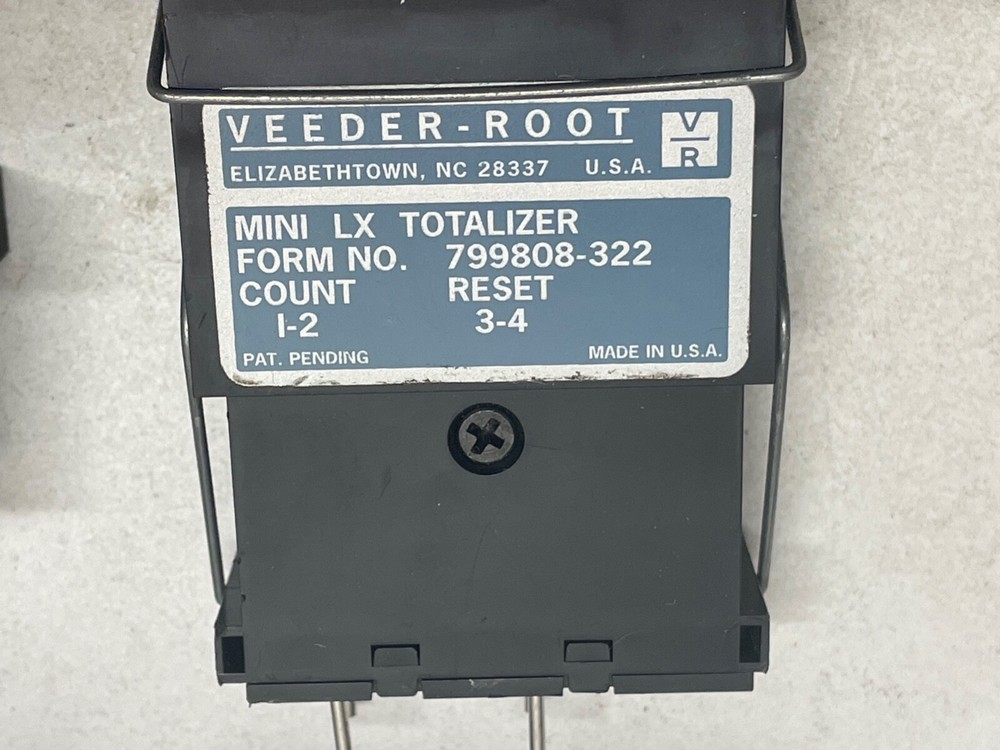 VEEDER-ROOT
V
R
ELIZABETHTOWN, NC 28337 U.S.A.
MINI LX TOTALIZER
FORM NO. 799808-322
COUNT RESET
1-2 3-4
PAT. PENDING MADE IN U.S.A.